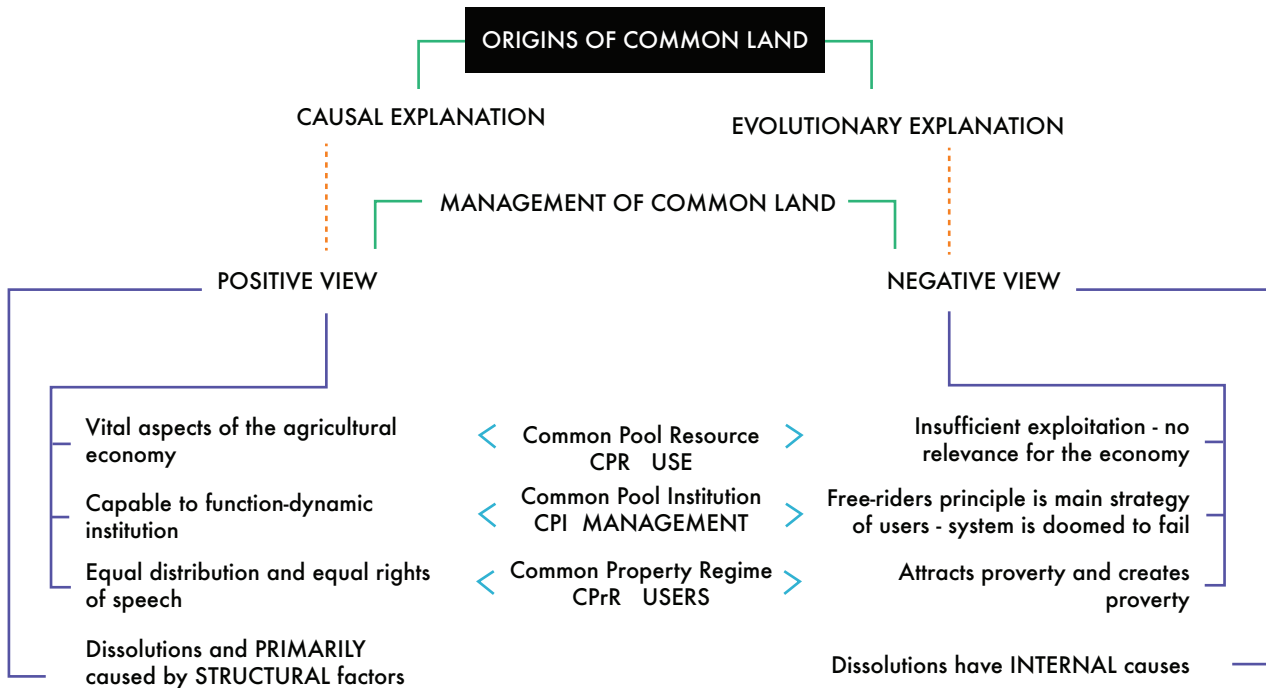 ORIGINS OF COMMON LAND
CAUSAL EXPLANATION
EVOLUTIONARY EXPLANATION
MANAGEMENT OF COMMON LAND
POSITIVE VIEW
NEGATIVE VIEW
Vital aspects of the agricultural
economy
Common Pool Resource
CPR USE
Insufficient exploitation - no
relevance for the economy
Capable to function-dynamic
institution
Common Pool Institution
CPI MANAGEMENT
Free-riders principle is main strategy
of users - system is doomed to fail
Equal distribution and equal rights
of speech
Common Property Regime
CPrR USERS
Attracts proverty and creates
proverty
Dissolutions and PRIMARILY
caused by STRUCTURAL factors
Dissolutions have INTERNAL causes